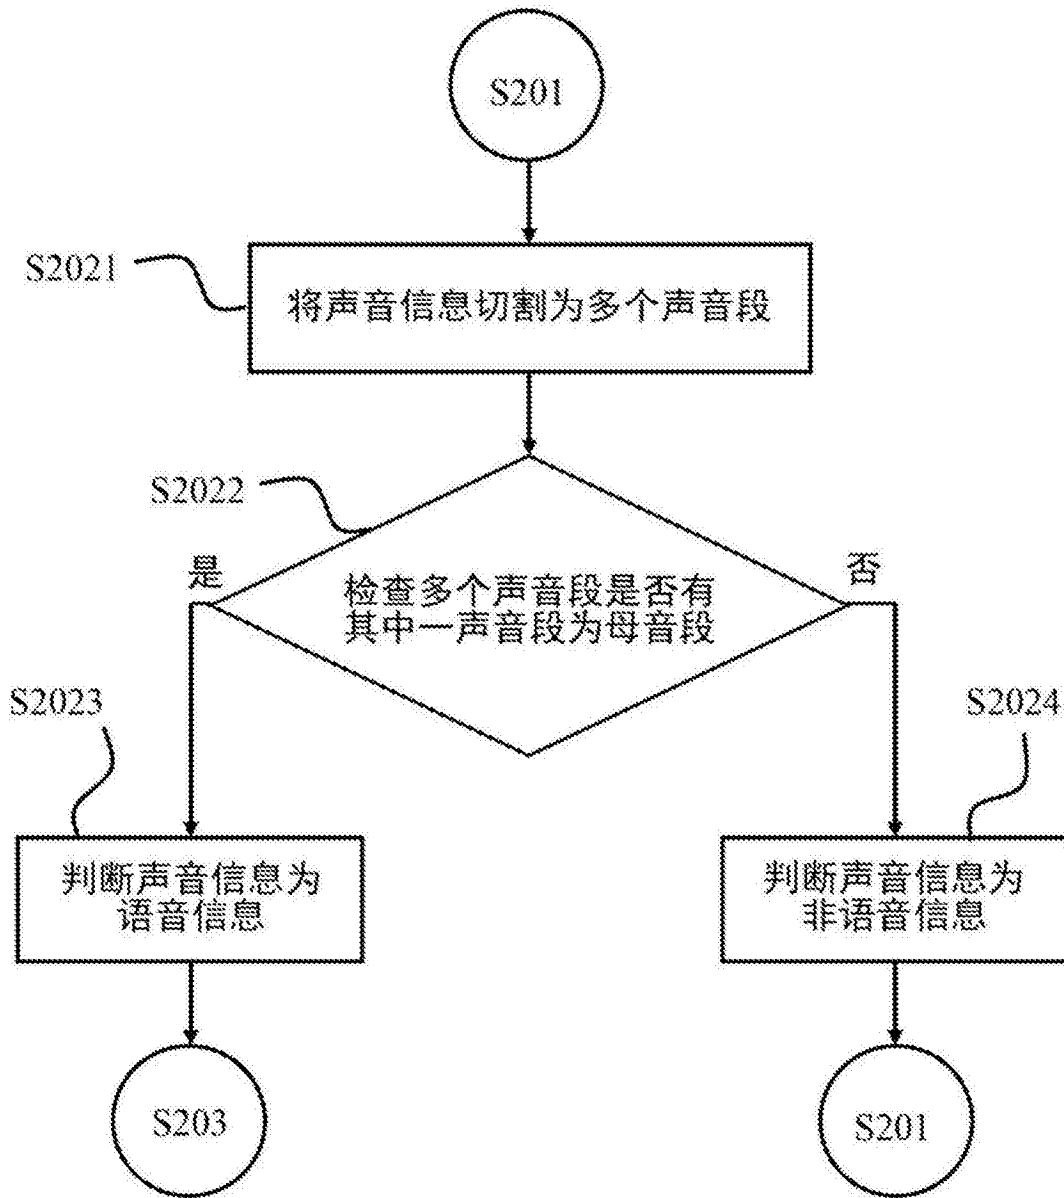 S201
S2021
将声音信息切割为多个声音段
S2022
是
否
检查多个声音段是否有
其中一声音段为母音段
S2023
S2024
判断声音信息为
语音信息
判断声音信息为
非语音信息
S203
S201